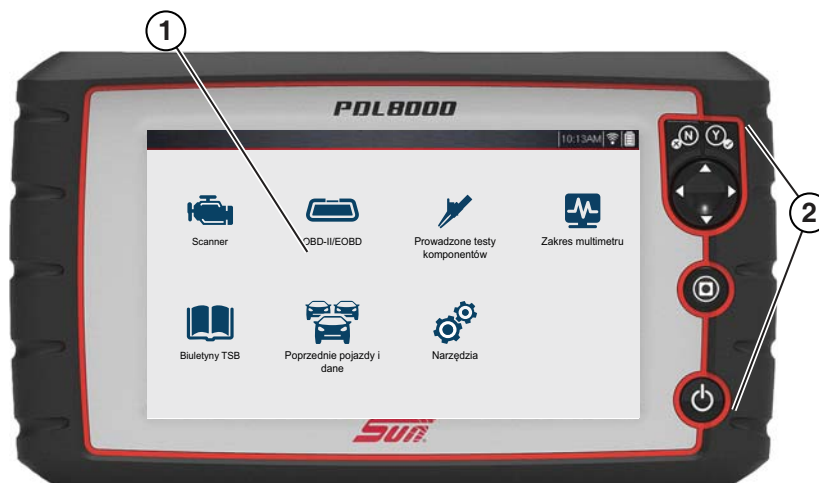 1
PDL8000
10:13AM
N
Y
2
Scanner
OBD-II/EOBD
Prowadzone testy
komponentów
Zakres multimetru
Biuletyny TSB
Poprzednie pojazdy i
dane
Narzędzia
Sun